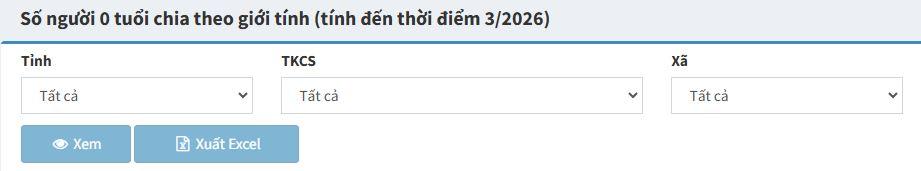 Số người 0 tuổi chia theo giới tính (tính đến thời điểm 3/2026)
Tỉnh TKCS Xã
Tất cả Tất cả Tất cả
Xem Xuất Excel